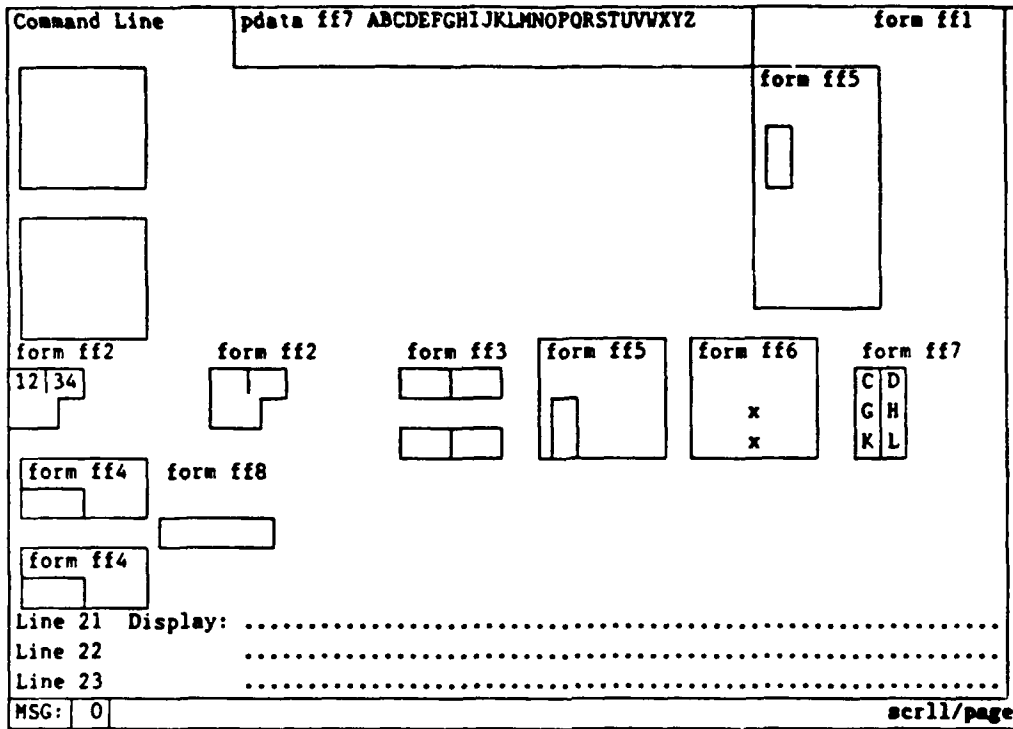 Command Line pdata ff7 ABCDEFGHIJKLMNOPQRSTUVWXYZ form ff1
form ff5
form ff2 form ff2 form ff3 form ff5 form ff6 form ff7
12 34 C D
x G H
x K L
form ff4 form ff8
form ff4
Line 21 Display: ............................................................
Line 22 ............................................................
Line 23 ............................................................
MSG: 0 scrll/page